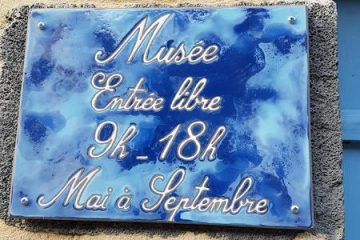 Musée
Entrée libre
9h_18h
Mai à Septembre